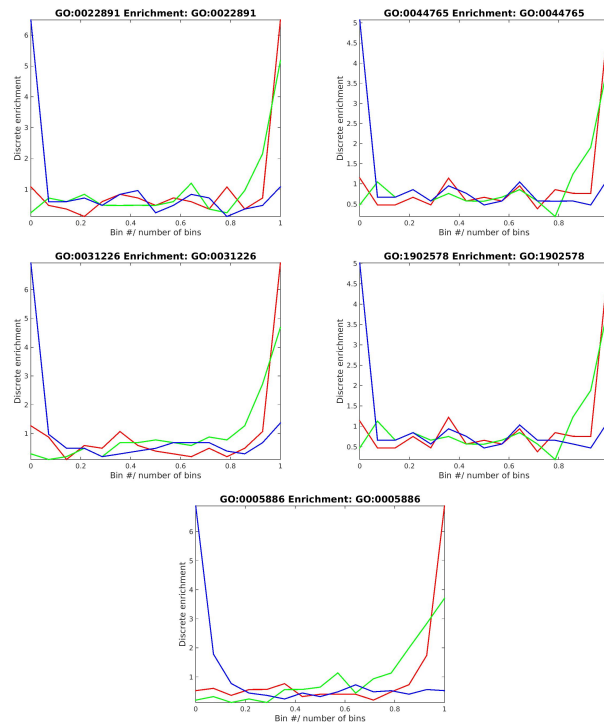 GO:0022891 Enrichment: GO:0022891
6
5
4
3
2
1
Discrete enrichment
0 0.2 0.4 0.6 0.8 1
Bin #/ number of bins
GO:0044765 Enrichment: GO:0044765
5
4.5
4
3.5
3
2.5
2
1.5
1
0.5
Discrete enrichment
0 0.2 0.4 0.6 0.8
Bin #/ number of bins
GO:0031226 Enrichment: GO:0031226
6
5
4
3
2
1
Discrete enrichment
0 0.2 0.4 0.6 0.8 1
Bin #/ number of bins
GO:1902578 Enrichment: GO:1902578
5
4.5
4
3.5
3
2.5
2
1.5
1
0.5
Discrete enrichment
0 0.2 0.4 0.6 0.8
Bin #/ number of bins
GO:0005886 Enrichment: GO:0005886
6
5
4
3
2
1
Discrete enrichment
0 0.2 0.4 0.6 0.8 1
Bin #/ number of bins